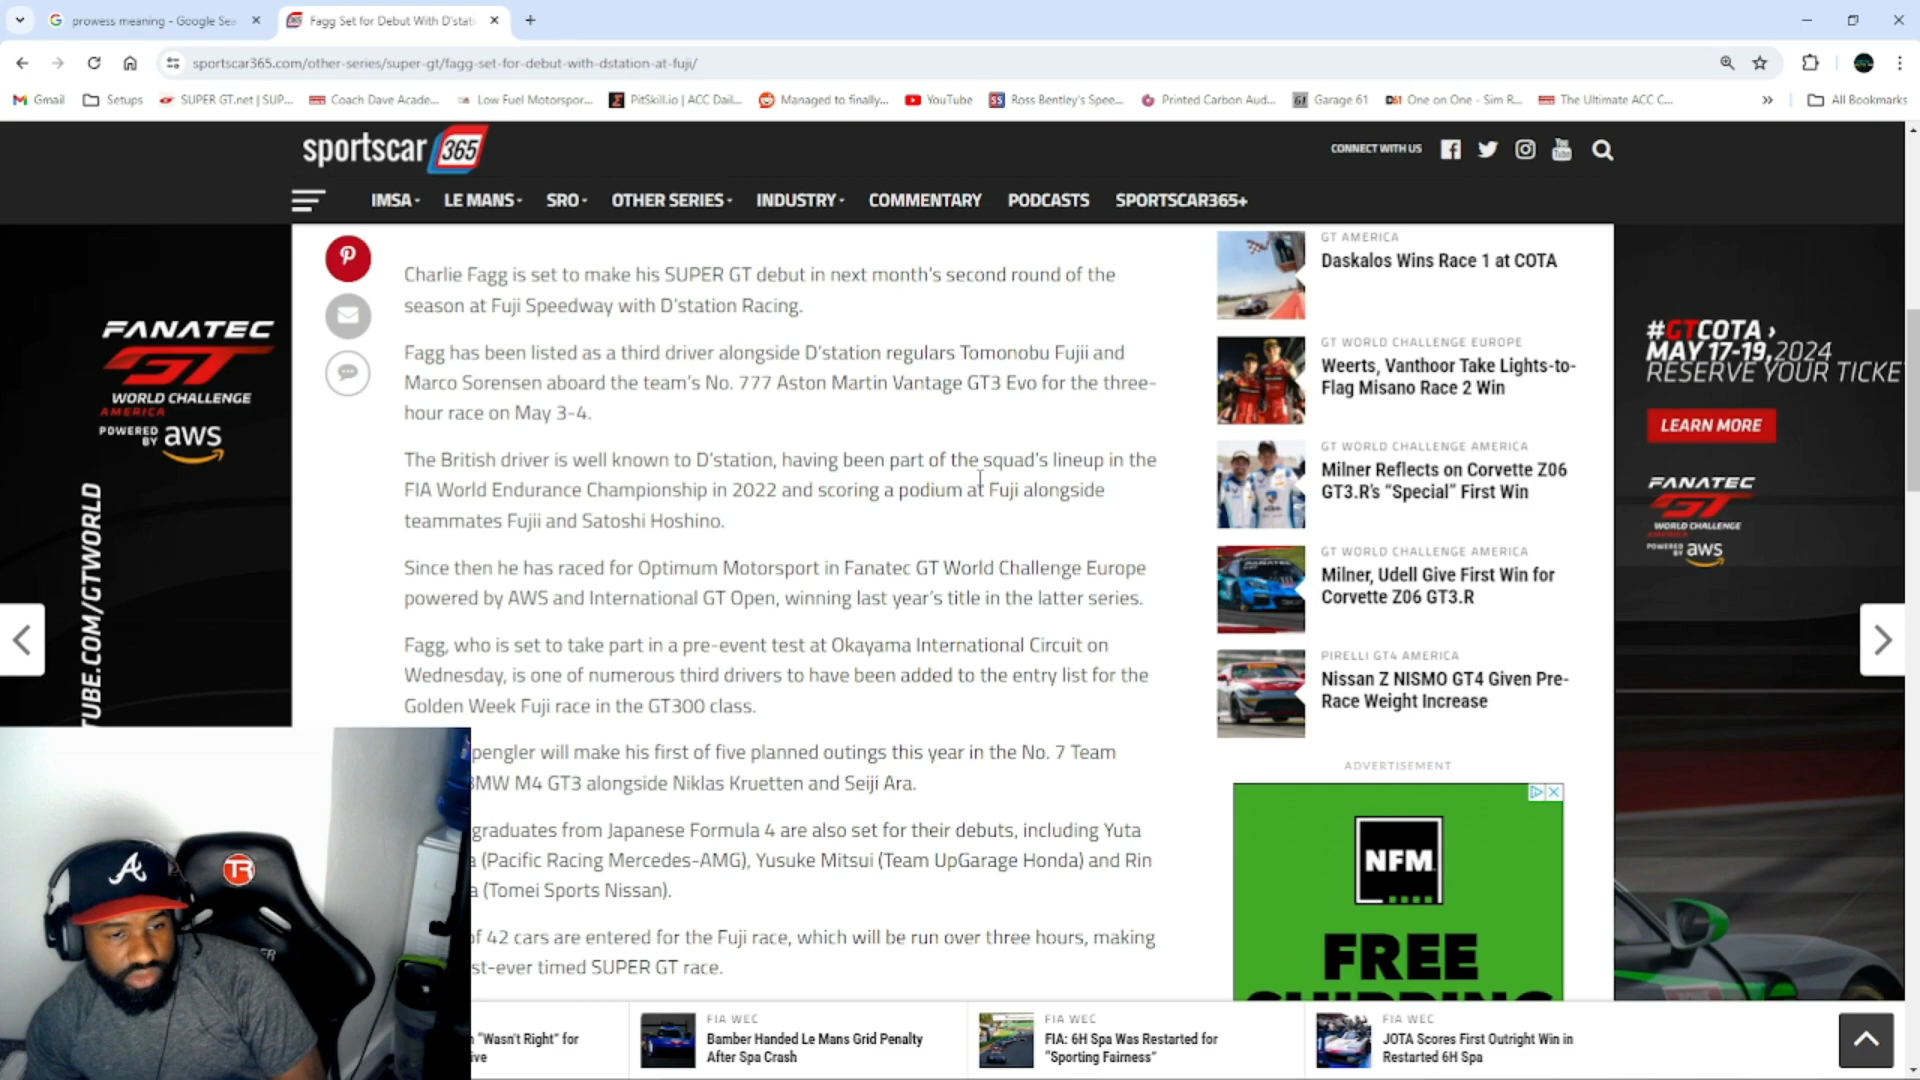 prowess meaning - Google Sea
Fagg Set for Debut With D'stati
sportscar365.com/other-series/super-gt/fagg-set-for-debut-with-dstation-at-fuji/
Gmail
Setups
SUPER GT.net | SUP...
Coach Dave Acade...
Low Fuel Motorspor...
PitSkill.io | ACC Dail...
Managed to finally...
YouTube
Ross Bentley's Spee...
Printed Carbon Aud...
Garage 61
One on One - Sim R...
The Ultimate ACC C...
All Bookmarks
sportscar 365
CONNECT WITH US
IMSA
LE MANS
SRO
OTHER SERIES
INDUSTRY
COMMENTARY
PODCASTS
SPORTSCAR365+
Charlie Fagg is set to make his SUPER GT debut in next month's second round of the
season at Fuji Speedway with D'station Racing.
Fagg has been listed as a third driver alongside D'station regulars Tomonobu Fujii and
Marco Sorensen aboard the team's No. 777 Aston Martin Vantage GT3 Evo for the three-
hour race on May 3-4.
The British driver is well known to D'station, having been part of the squad's lineup in the
FIA World Endurance Championship in 2022 and scoring a podium at Fuji alongside
teammates Fujii and Satoshi Hoshino.
Since then he has raced for Optimum Motorsport in Fanatec GT World Challenge Europe
powered by AWS and International GT Open, winning last year's title in the latter series.
Fagg, who is set to take part in a pre-event test at Okayama International Circuit on
Wednesday, is one of numerous third drivers to have been added to the entry list for the
Golden Week Fuji race in the GT300 class.
pengler will make his first of five planned outings this year in the No. 7 Team
BMW M4 GT3 alongside Niklas Kruetten and Seiji Ara.
graduates from Japanese Formula 4 are also set for their debuts, including Yuta
a (Pacific Racing Mercedes-AMG), Yusuke Mitsui (Team UpGarage Honda) and Rin
a (Tomei Sports Nissan).
of 42 cars are entered for the Fuji race, which will be run over three hours, making
st-ever timed SUPER GT race.
GT AMERICA
Daskalos Wins Race 1 at COTA
GT WORLD CHALLENGE EUROPE
Weerts, Vanthoor Take Lights-to-
Flag Misano Race 2 Win
GT WORLD CHALLENGE AMERICA
Milner Reflects on Corvette Z06
GT3.R's "Special" First Win
GT WORLD CHALLENGE AMERICA
Milner, Udell Give First Win for
Corvette Z06 GT3.R
PIRELLI GT4 AMERICA
Nissan Z NISMO GT4 Given Pre-
Race Weight Increase
ADVERTISEMENT
NFM
FREE
SHIPPING
FANATEC
GT
WORLD CHALLENGE
AMERICA
POWERED BY aws
TUBE.COM/GTWORLD
#GTCOTA ›
MAY 17-19, 2024
RESERVE YOUR TICKE
LEARN MORE
FANATEC
GT
WORLD CHALLENGE
AMERICA
POWERED BY aws
"Wasn't Right" for
ive
FIA WEC
Bamber Handed Le Mans Grid Penalty
After Spa Crash
FIA WEC
FIA: 6H Spa Was Restarted for
"Sporting Fairness"
FIA WEC
JOTA Scores First Outright Win in
Restarted 6H Spa